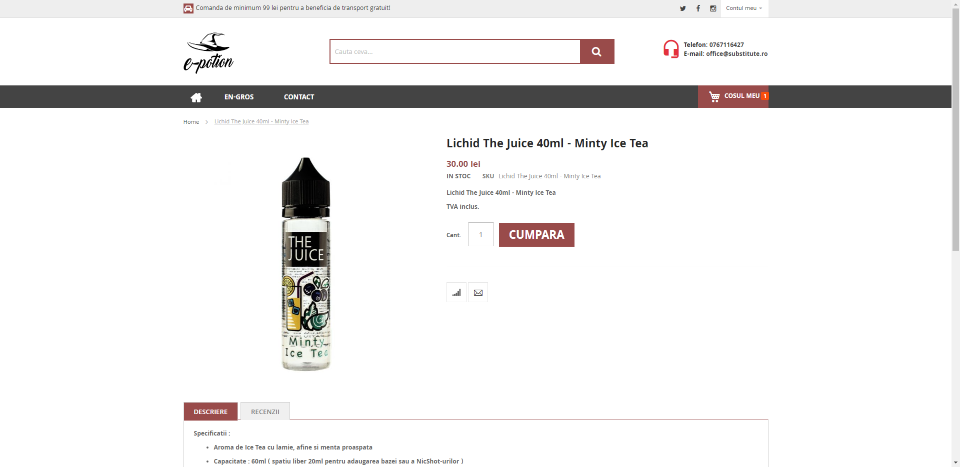 Comanda de minimum 99 lei pentru a beneficia de transport gratuit!
Contul meu
e-potion
Cauta ceva...
Telefon: 0767116427
E-mail: office@substitute.ro
EN-GROS
CONTACT
COSUL MEU 1
Home > Lichid The Juice 40ml - Minty Ice Tea
Lichid The Juice 40ml - Minty Ice Tea
30.00 lei
IN STOC SKU Lichid The Juice 40ml - Minty Ice Tea
Lichid The Juice 40ml - Minty Ice Tea
TVA inclus.
Cant 1 CUMPARA
THE
JUICE
Minty
Ice Tea
DESCRIERE
RECENZII
Specificatii :
• Aroma de Ice Tea cu lamie, afine si menta proaspata
• Capacitate : 60ml ( spatiu liber 20ml pentru adaugarea bazei sau a NicShot-urilor )